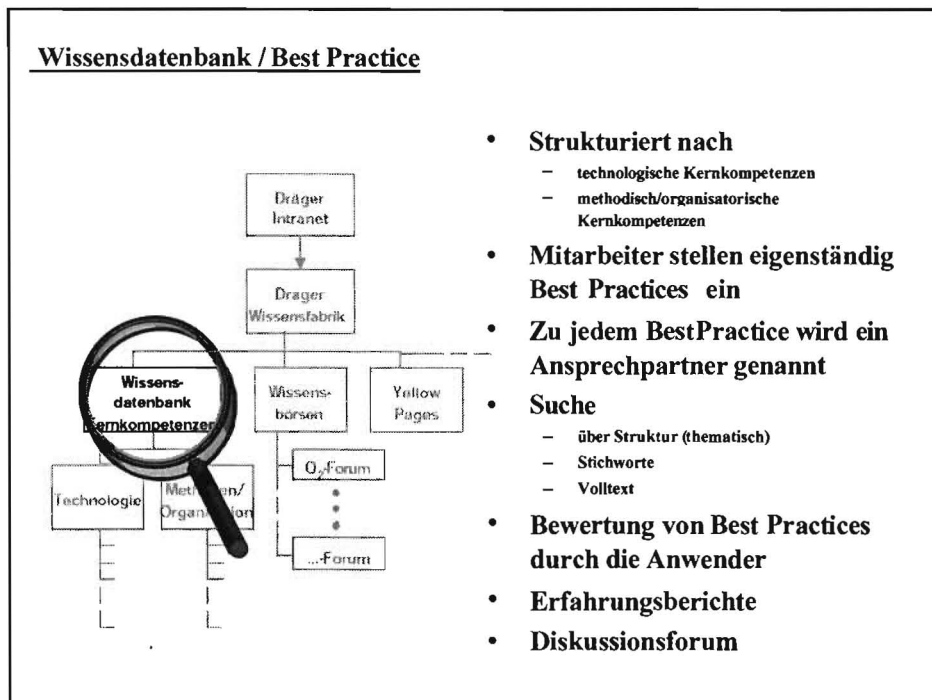 Wissensdatenbank / Best Practice
Dräger
Intranet
Drager
Wissensfabrik
Wissens-
datenbank
Kernkompetenzen
Wissens-
börsen
Yellow
Pages
Technologie
Methoden/
Organisation
O₂-Forum
...-Forum
• Strukturiert nach
– technologische Kernkompetenzen
– methodisch/organisatorische
Kernkompetenzen
• Mitarbeiter stellen eigenständig
Best Practices ein
• Zu jedem BestPractice wird ein
Ansprechpartner genannt
• Suche
– über Struktur (thematisch)
– Stichworte
– Volltext
• Bewertung von Best Practices
durch die Anwender
• Erfahrungsberichte
• Diskussionsforum